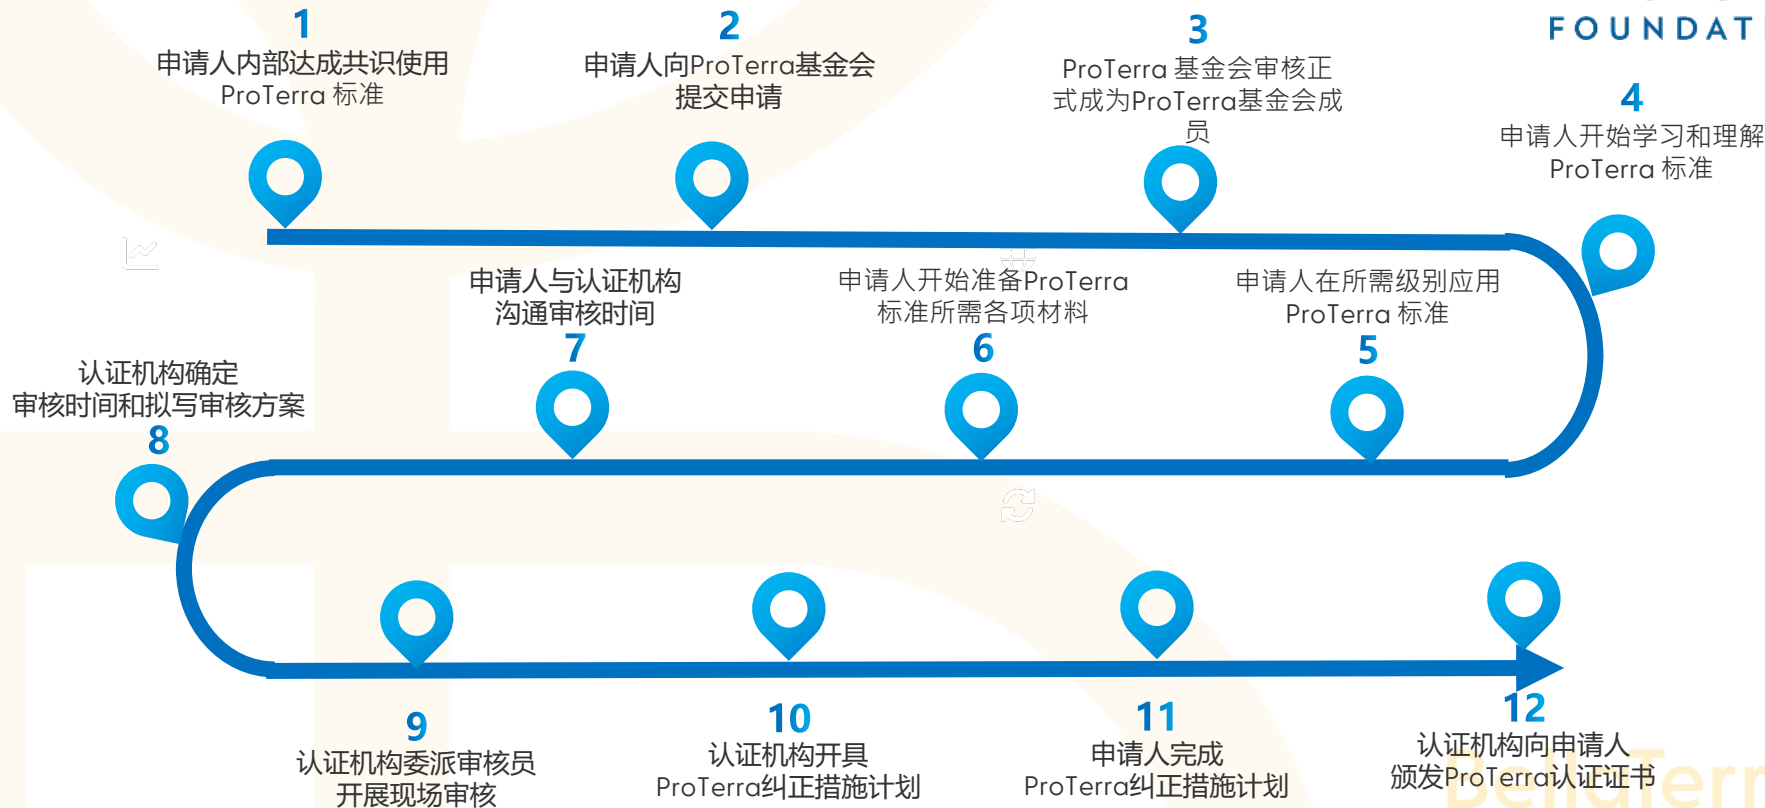 FOUNDAT
1
申请人内部达成共识使用
ProTerra 标准
2
申请人向ProTerra基金会
提交申请
3
ProTerra 基金会审核正
式成为ProTerra基金会成
员
4
申请人开始学习和理解
ProTerra 标准
申请人在所需级别应用
ProTerra 标准
5
申请人开始准备ProTerra
标准所需各项材料
6
申请人与认证机构
沟通审核时间
7
认证机构确定
审核时间和拟写审核方案
8
9
认证机构委派审核员
开展现场审核
10
认证机构开具
ProTerra纠正措施计划
11
申请人完成
ProTerra纠正措施计划
12
认证机构向申请人
颁发ProTerra认证证书
BellaTerr